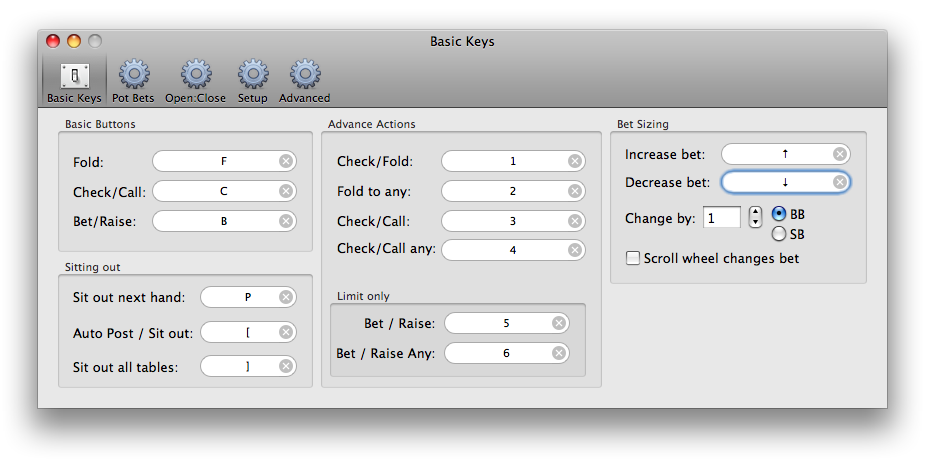 Basic Keys
Basic Keys Pot Bets Open:Close Setup Advanced
Basic Buttons
Fold: F
Check/Call: C
Bet/Raise: B
Sitting out
Sit out next hand: P
Auto Post / Sit out: [
Sit out all tables: ]
Advance Actions
Check/Fold: 1
Fold to any: 2
Check/Call: 3
Check/Call any: 4
Limit only
Bet / Raise: 5
Bet / Raise Any: 6
Bet Sizing
Increase bet: ↑
Decrease bet: ↓
Change by: 1 BB
SB
Scroll wheel changes bet